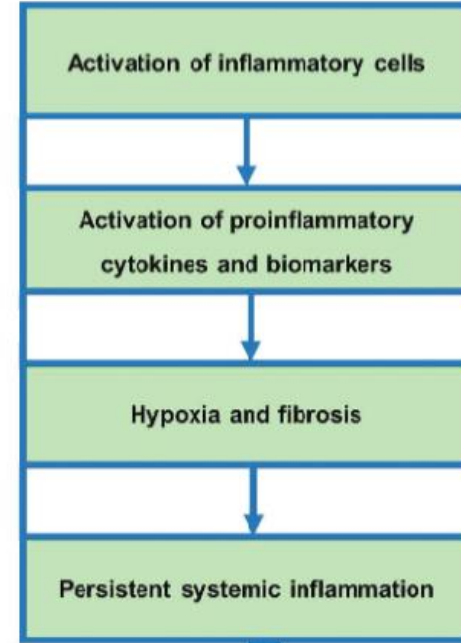 Activation of inflammatory cells
Activation of proinflammatory
cytokines and biomarkers
Hypoxia and fibrosis
Persistent systemic inflammation